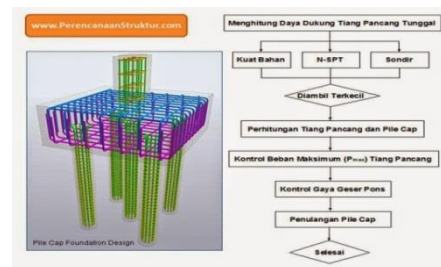 www.PerencanaanStruktur.com
Pile Cap Foundation Design
Menghitung Daya Dukung Tiang Pancang Tunggal
Kuat Bahan
N-SPT
Sondir
Diambil Terkecil
Perhitungan Tiang Pancang dan Pile Cap
Kontrol Beban Maksimum (Pmax) Tiang Pancang
Kontrol Gaya Geser Pons
Penulangan Pile Cap
Selesai